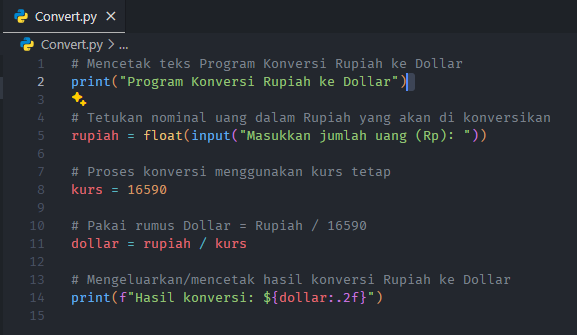 Convert.py ×
Convert.py > ...
1 # Mencetak teks Program Konversi Rupiah ke Dollar
2 print("Program Konversi Rupiah ke Dollar")
3
4 # Tetukan nominal uang dalam Rupiah yang akan di konversikan
5 rupiah = float(input("Masukkan jumlah uang (Rp): "))
6
7 # Proses konversi menggunakan kurs tetap
8 kurs = 16590
9
10 # Pakai rumus Dollar = Rupiah / 16590
11 dollar = rupiah / kurs
12
13 # Mengeluarkan/mencetak hasil konversi Rupiah ke Dollar
14 print(f"Hasil konversi: ${dollar:.2f}")
15